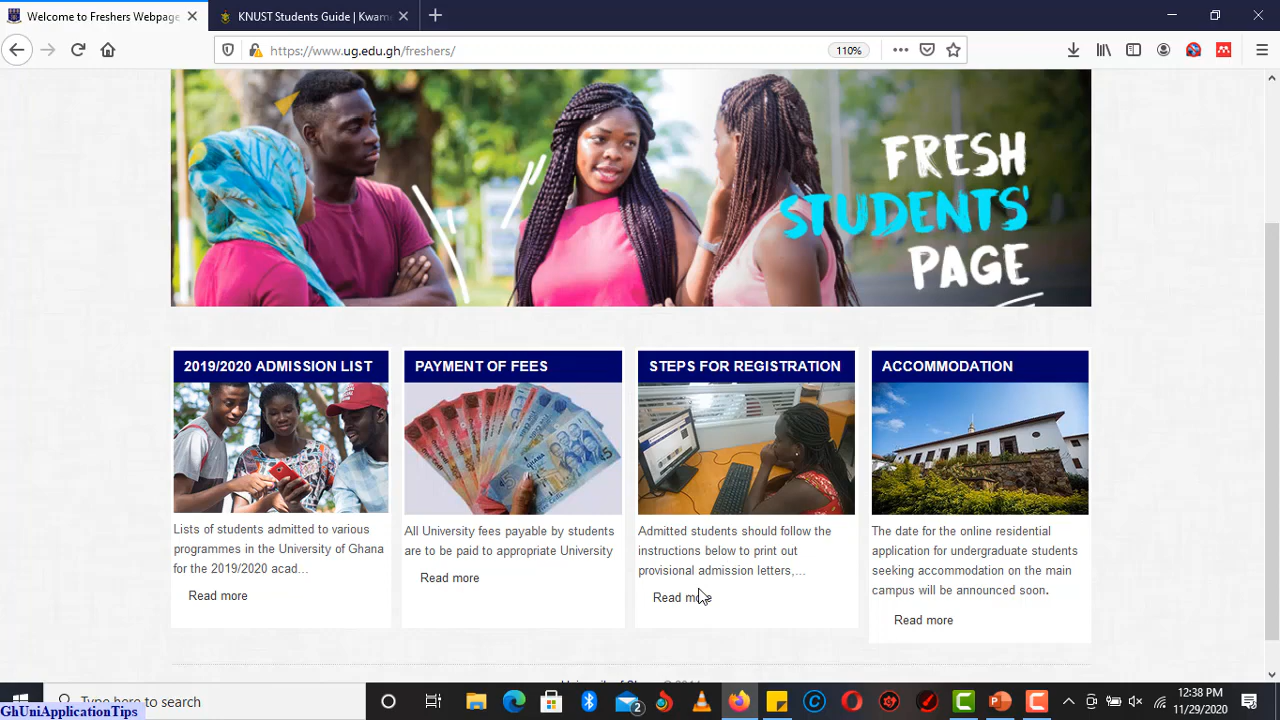 Welcome to Freshers Webpage
KNUST Students Guide | Kwam
https://www.ug.edu.gh/freshers/
110%
FRESH
STUDENTS'
PAGE
2019/2020 ADMISSION LIST
Lists of students admitted to various
programmes in the University of Ghana
for the 2019/2020 acad...
Read more
PAYMENT OF FEES
All University fees payable by students
are to be paid to appropriate University
Read more
STEPS FOR REGISTRATION
Admitted students should follow the
instructions below to print out
provisional admission letters,...
Read more
ACCOMMODATION
The date for the online residential
application for undergraduate students
seeking accommodation on the main
campus will be announced soon.
Read more
Type here to search
2
12:38 PM
11/29/2020
GhUniApplicationTips